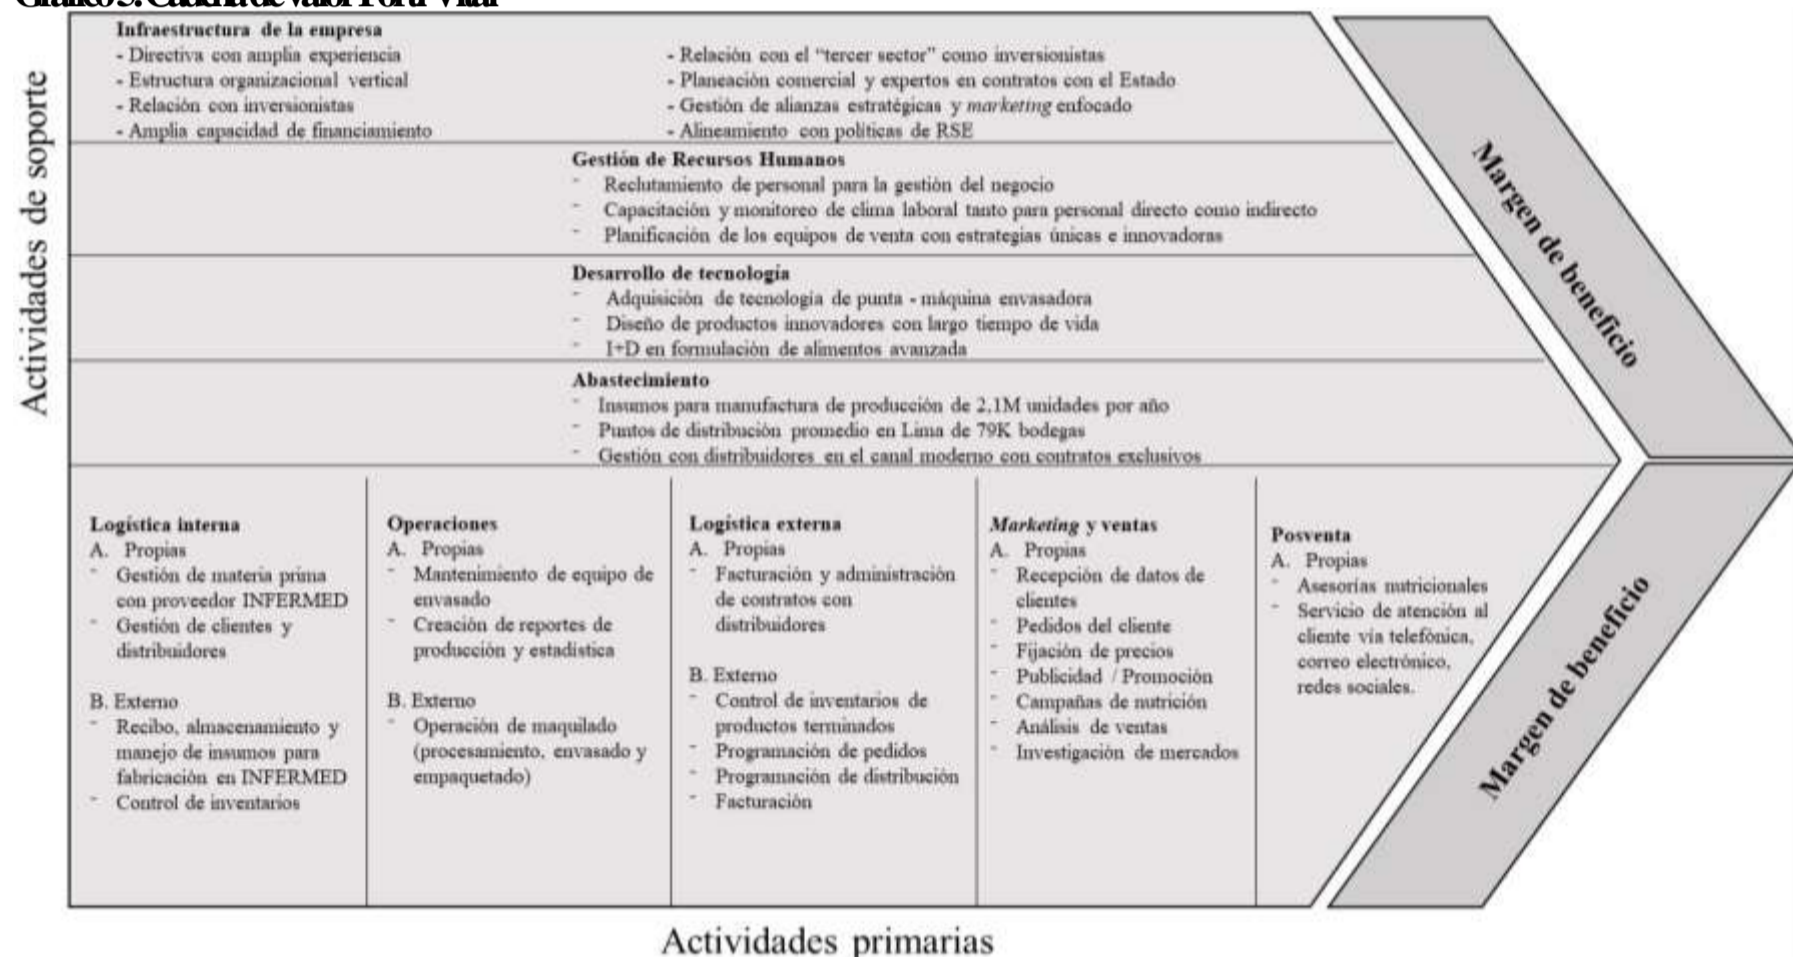 Gráfico 5. Cadena de valor Forti-Vital
Actividades de soporte
Infraestructura de la empresa
- Directiva con amplia experiencia
- Estructura organizacional vertical
- Relación con inversionistas
- Amplia capacidad de financiamiento
- Relación con el “tercer sector” como inversionistas
- Planeación comercial y expertos en contratos con el Estado
- Gestión de alianzas estratégicas y marketing enfocado
- Alineamiento con políticas de RSE
Gestión de Recursos Humanos
- Reclutamiento de personal para la gestión del negocio
- Capacitación y monitoreo de clima laboral tanto para personal directo como indirecto
- Planificación de los equipos de venta con estrategias únicas e innovadoras
Desarrollo de tecnología
- Adquisición de tecnología de punta - máquina envasadora
- Diseño de productos innovadores con largo tiempo de vida
- I+D en formulación de alimentos avanzada
Abastecimiento
- Insumos para manufactura de producción de 2,1M unidades por año
- Puntos de distribución promedio en Lima de 79K bodegas
- Gestión con distribuidores en el canal moderno con contratos exclusivos
Margen de beneficio
Logística interna
A. Propias
- Gestión de materia prima
con proveedor INFERMED
- Gestión de clientes y
distribuidores
B. Externo
- Recibo, almacenamiento y
manejo de insumos para
fabricación en INFERMED
- Control de inventarios
Operaciones
A. Propias
- Mantenimiento de equipo de
envasado
- Creación de reportes de
producción y estadística
B. Externo
- Operación de maquilado
(procesamiento, envasado y
empaquetado)
Logística externa
A. Propias
- Facturación y administración
de contratos con
distribuidores
B. Externo
- Control de inventarios de
productos terminados
- Programación de pedidos
- Programación de distribución
- Facturación
Marketing y ventas
A. Propias
- Recepción de datos de
clientes
- Pedidos del cliente
- Fijación de precios
- Publicidad / Promoción
- Campañas de nutrición
- Análisis de ventas
- Investigación de mercados
Posventa
A. Propias
- Asesorías nutricionales
- Servicio de atención al
cliente vía telefónica,
correo electrónico,
redes sociales.
Margen de beneficio
Actividades primarias